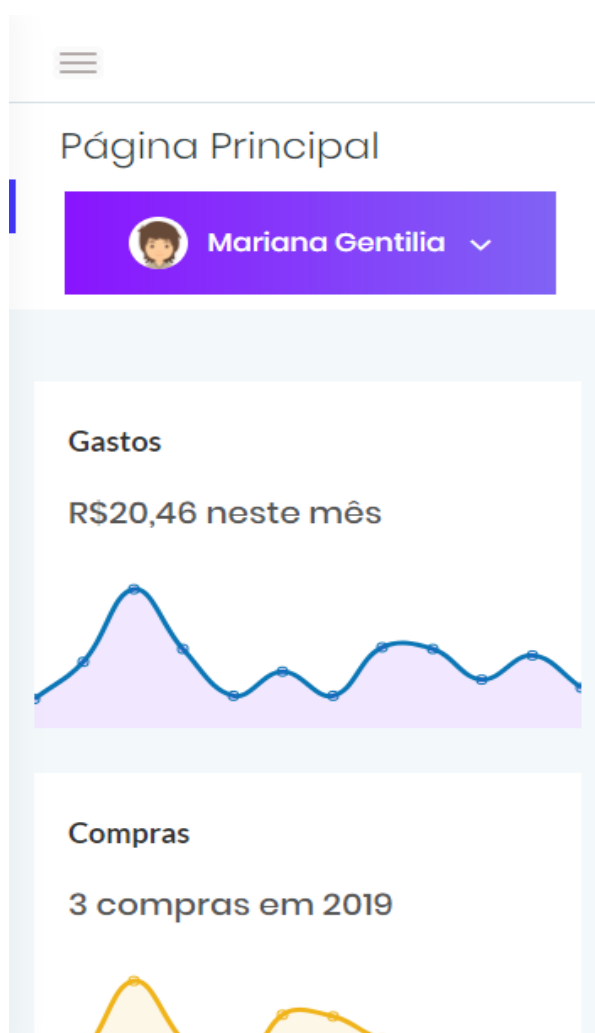 Página Principal
Mariana Gentilia
Gastos
R$20,46 neste mês
Compras
3 compras em 2019